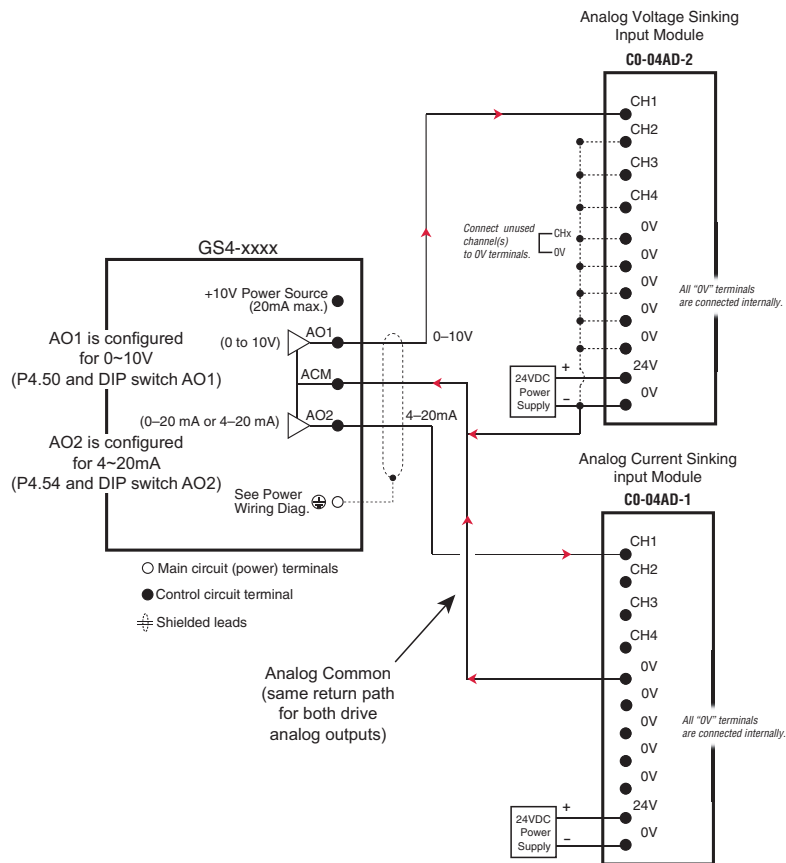 Analog Voltage Sinking
Input Module
C0-04AD-2
CH1
CH2
CH3
CH4
0V
0V
0V
0V
0V
24V
0V
Connect unused
channel(s)
to 0V terminals.
CHx
0V
All “0V” terminals
are connected internally.
+
24VDC
Power
Supply
–
GS4-xxxx
+10V Power Source
(20mA max.)
AO1 is configured
for 0~10V
(P4.50 and DIP switch AO1)
(0 to 10V)
AO1
0–10V
ACM
(0–20 mA or 4–20 mA)
AO2
4–20mA
AO2 is configured
for 4~20mA
(P4.54 and DIP switch AO2)
See Power
Wiring Diag.
Main circuit (power) terminals
Control circuit terminal
Shielded leads
Analog Common
(same return path
for both drive
analog outputs)
Analog Current Sinking
input Module
C0-04AD-1
CH1
CH2
CH3
CH4
0V
0V
0V
0V
0V
24V
0V
All “0V” terminals
are connected internally.
+
24VDC
Power
Supply
–